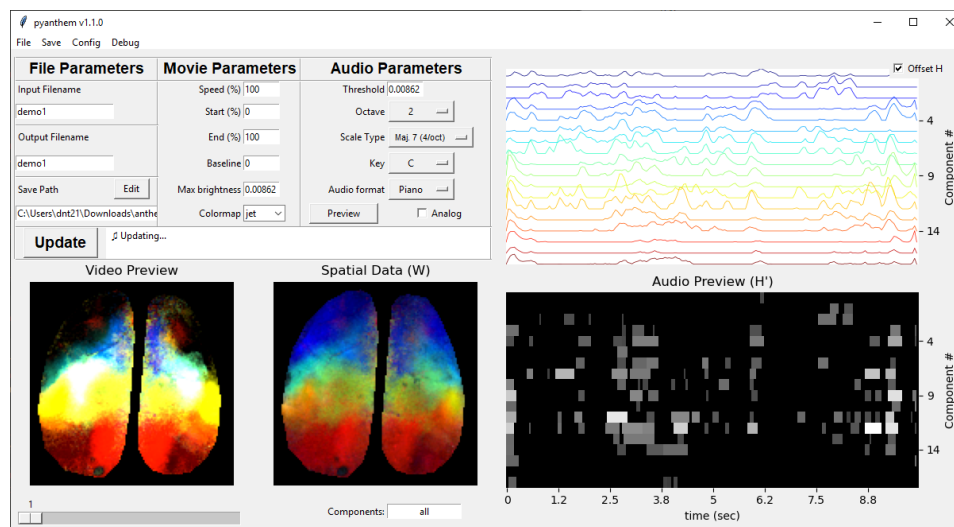 pyanthem v1.1.0
File Save Config Debug
File Parameters Movie Parameters Audio Parameters
Input Filename Speed (%) 100 Threshold 0.00862
demo1 Start (%) 0 Octave 2
Output Filename End (%) 100 Scale Type Maj. 7 (4/oct)
demo1 Baseline 0 Key C
Save Path Edit Max brightness 0.00862 Audio format Piano
C:\Users\dnt21\Downloads\anthe Colormap jet Preview Analog
Update ♫ Updating...
Offset H
4
9
14
Component #
Video Preview Spatial Data (W) Audio Preview (H')
4
9
14
Component #
0 1.2 2.5 3.8 5 6.2 7.5 8.8
time (sec)
1
Components: all